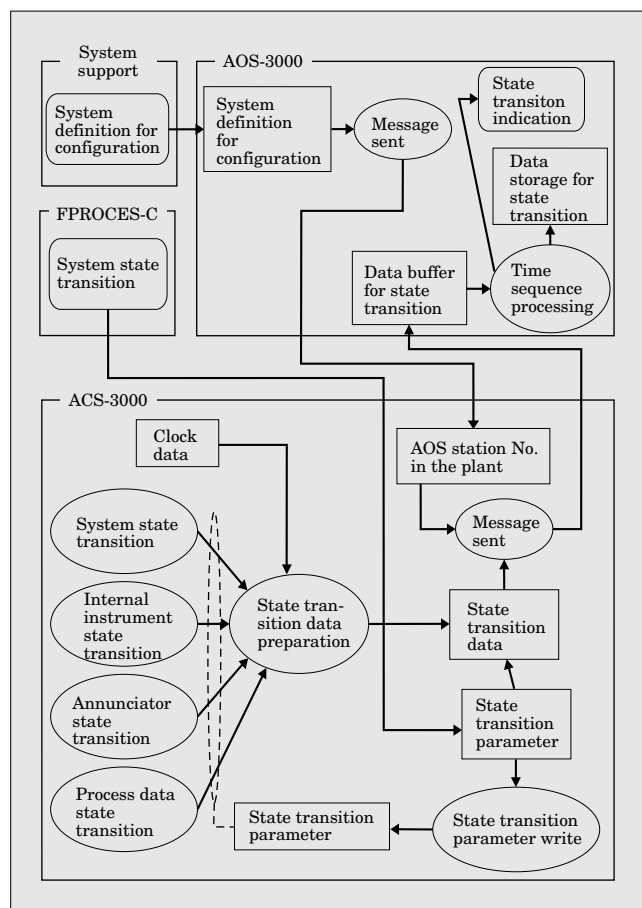 System
support
System
definition for
configuration
AOS-3000
System
definition
for
configuration
Message
sent
State
transiton
indication
Data
storage for
state
transition
FPROCES-C
System state
transition
Data buffer
for state
transition
Time
sequence
processing
ACS-3000
Clock
data
AOS station No.
in the plant
System state
transition
Message
sent
Internal
instrument
state
transition
State tran-
sition data
preparation
State
transition
data
Annunciator
state
transition
State
transition
parameter
Process data
state
transition
State transition
parameter
State transition
parameter write